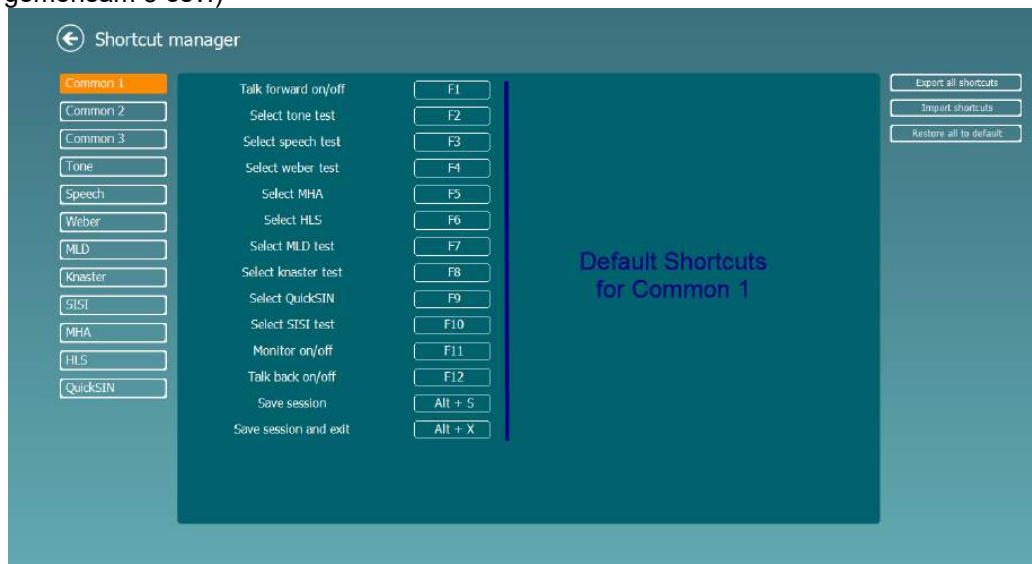 Shortcut manager
Common 1
Common 2
Common 3
Tone
Speech
Weber
MLD
Knaster
SISI
MHA
HLS
QuickSIN
Talk forward on/off F1
Select tone test F2
Select speech test F3
Select weber test F4
Select MHA F5
Select HLS F6
Select MLD test F7
Select knaster test F8
Select QuickSIN F9
Select SISI test F10
Monitor on/off F11
Talk back on/off F12
Save session Alt + S
Save session and exit Alt + X
Default Shortcuts
for Common 1
Export all shortcuts
Import shortcuts
Restore all to default